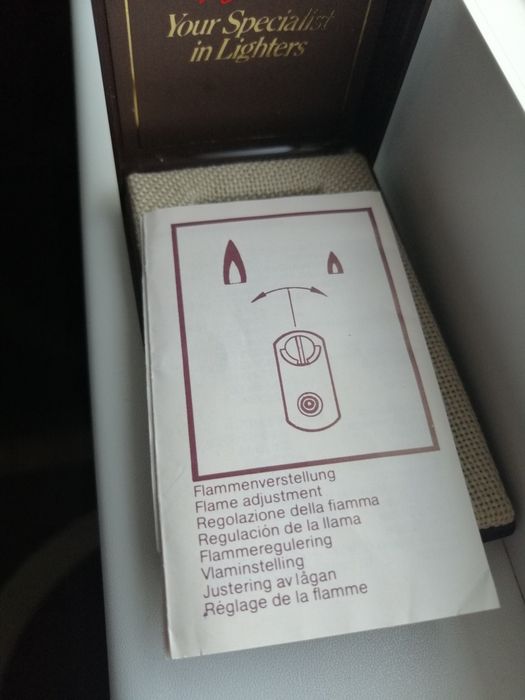 Your Specialist
in Lighters
Flammenverstellung
Flame adjustment
Regolazione della fiamma
Regulación de la llama
Flammeregulering
Vlaminstelling
Justering av lågan
Réglage de la flamme